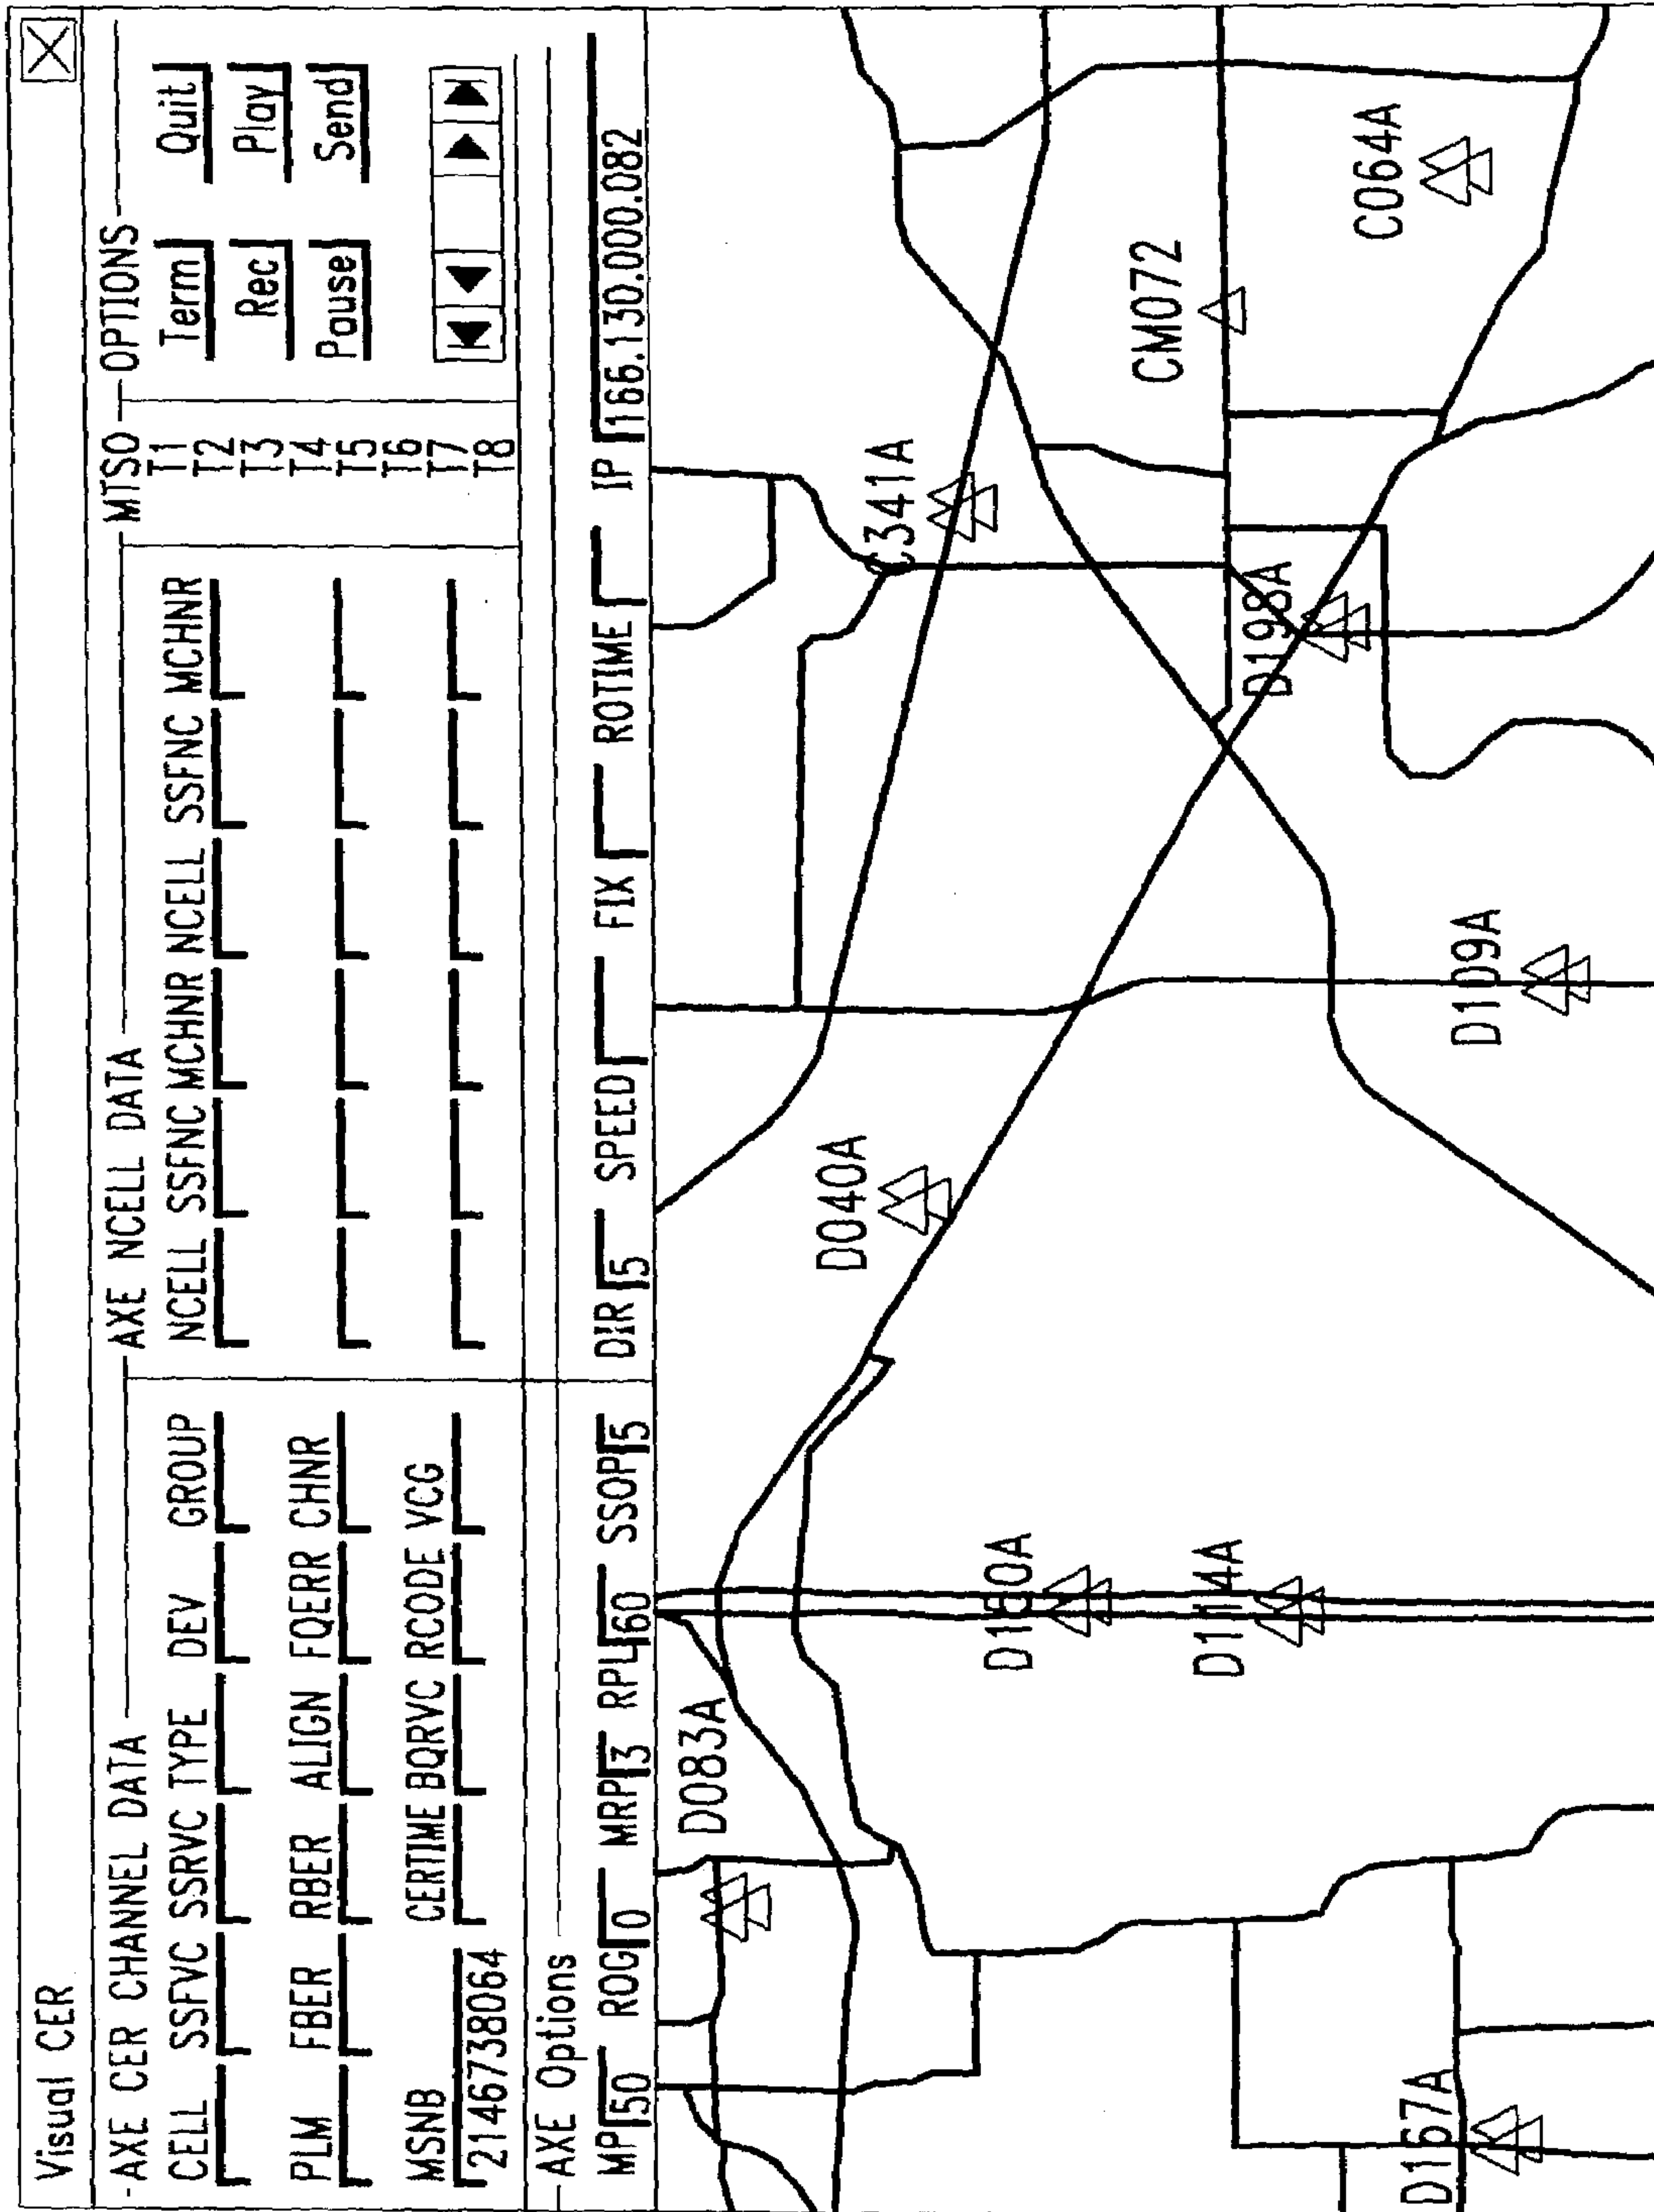 Visual CER
AXE CER CHANNEL DATA
AXE NCELL DATA
MTSO
OPTIONS
CELL SSFVC SSRVC TYPE DEV GROUP
NCELL SSFNC MCHNR NCELL SSFNC MCHNR
T1
T2
T3
T4
T5
T6
T7
T8
Term Quit
Rec Play
Pause Send
PLM FBER RBER ALIGN FQERR CHNR
MSNB CERTIME BQRVC RCODE VCG
2146738064
AXE Options
MP 50 ROG 0 MRP 3 RPL 60 SSOP 5 DIR 5 SPEED FIX ROTIME IP 166.130.000.082
D083A
D040A
C341A
CM072
C064A
D198A
D109A
D114A
D167A